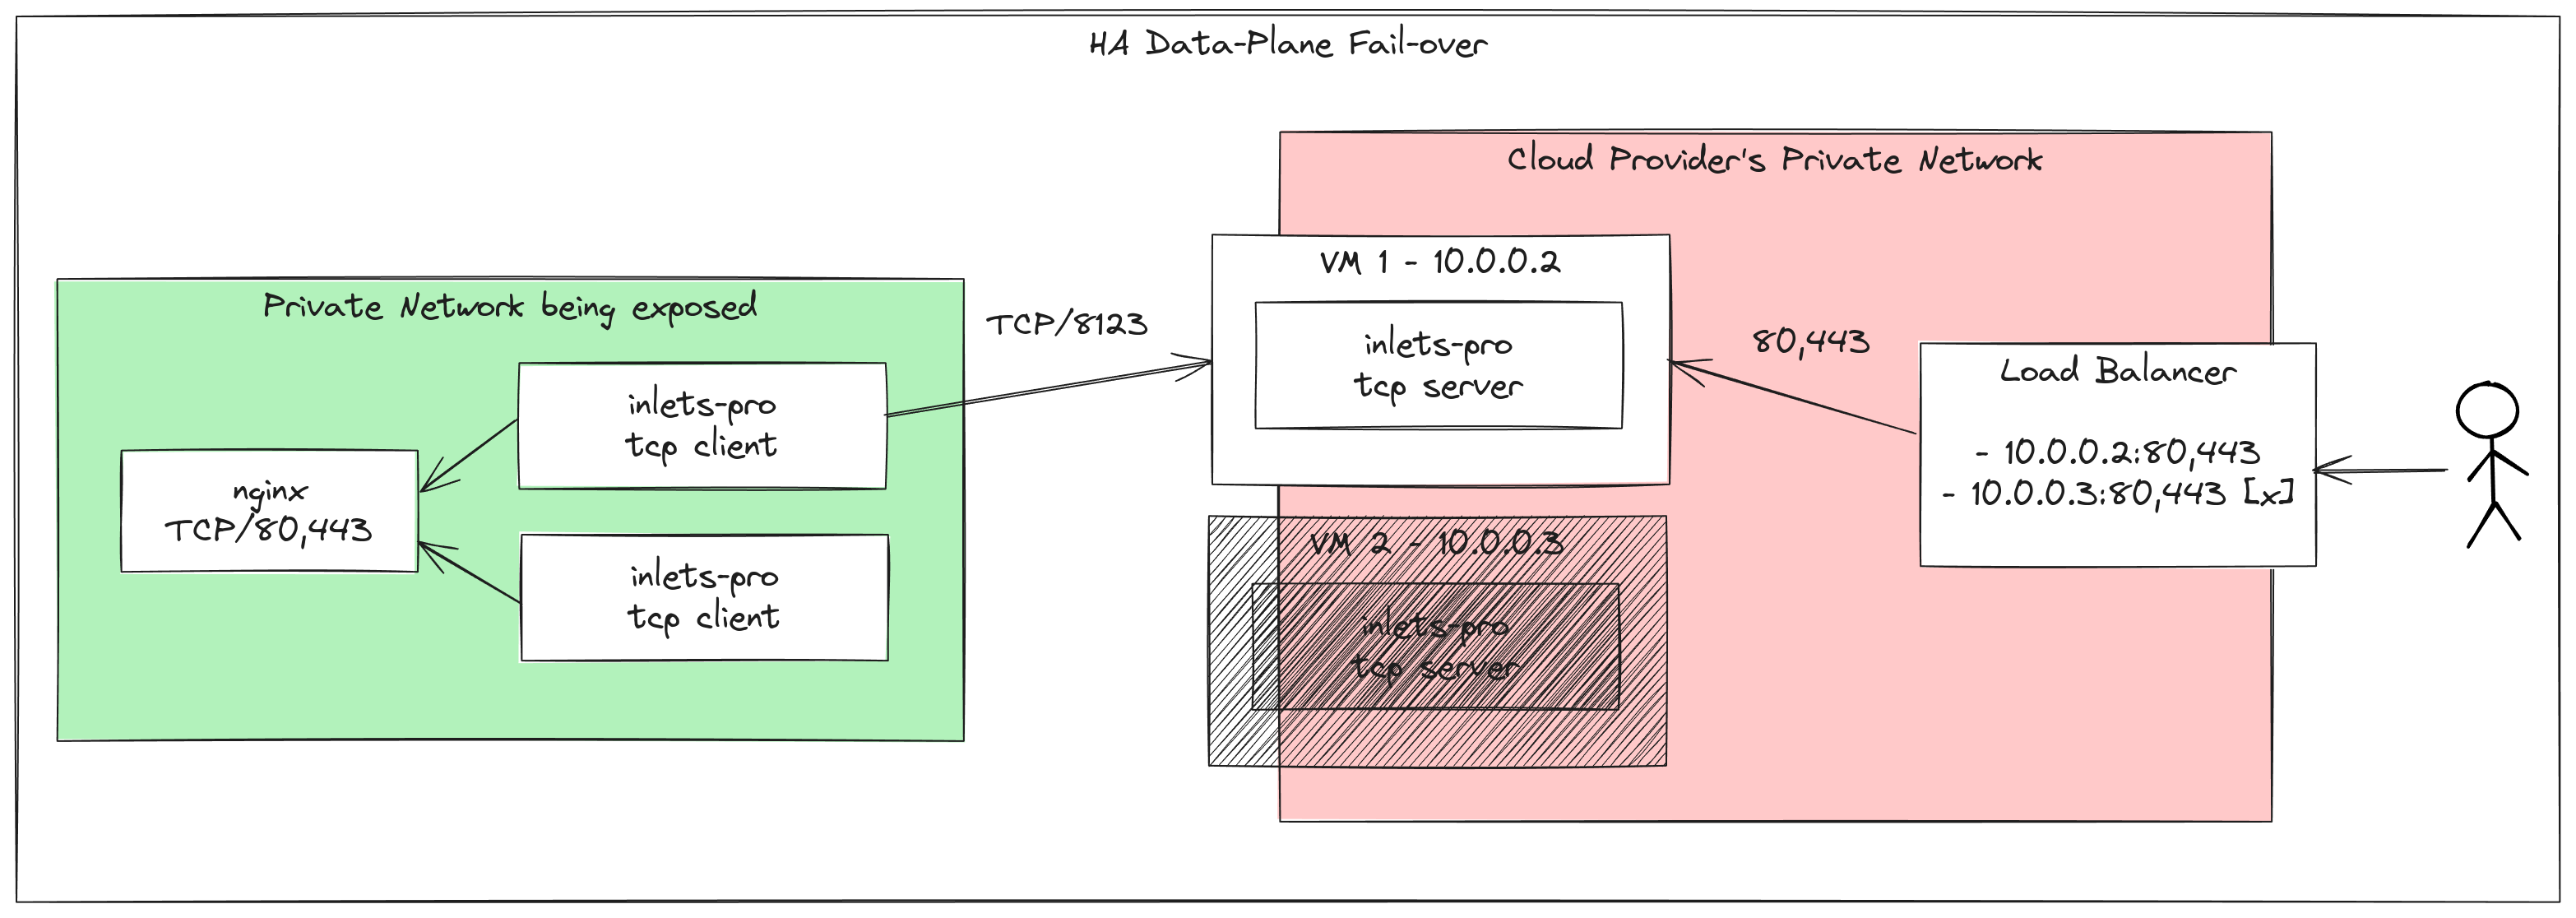 HA Data-Plane Fail-over
Private Network being exposed
nginx
TCP/80,443
inlets-pro
tcp client
inlets-pro
tcp client
TCP/8123
Cloud Provider's Private Network
VM 1 - 10.0.0.2
inlets-pro
tcp server
VM 2 - 10.0.0.3
inlets-pro
tcp server
80,443
Load Balancer
- 10.0.0.2:80,443
- 10.0.0.3:80,443 [x]